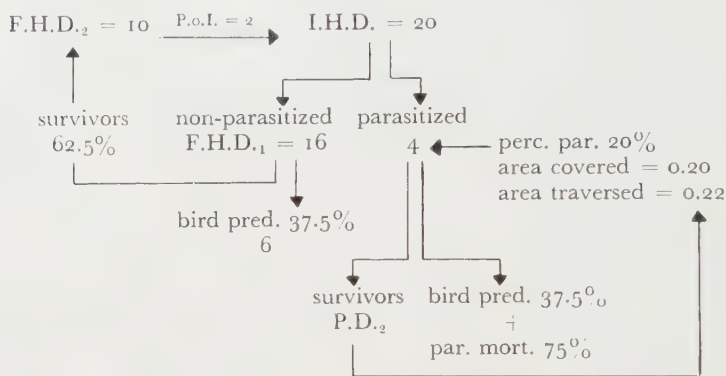 F.H.D.₂ = 10 P.o.I. = 2 I.H.D. = 20
survivors non-parasitized parasitized
62.5% F.H.D.₁ = 16 4 perc. par. 20%
area covered = 0.20
area traversed = 0.22
bird pred. 37.5%
6
survivors bird pred. 37.5%
P.D.₂ +
par. mort. 75%